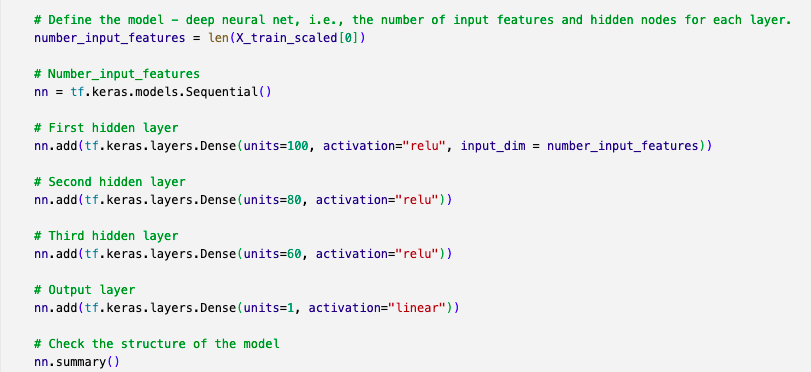 # Define the model - deep neural net, i.e., the number of input features and hidden nodes for each layer.
number_input_features = len(X_train_scaled[0])
# Number_input_features
nn = tf.keras.models.Sequential()
# First hidden layer
nn.add(tf.keras.layers.Dense(units=100, activation="relu", input_dim = number_input_features))
# Second hidden layer
nn.add(tf.keras.layers.Dense(units=80, activation="relu"))
# Third hidden layer
nn.add(tf.keras.layers.Dense(units=60, activation="relu"))
# Output layer
nn.add(tf.keras.layers.Dense(units=1, activation="linear"))
# Check the structure of the model
nn.summary()